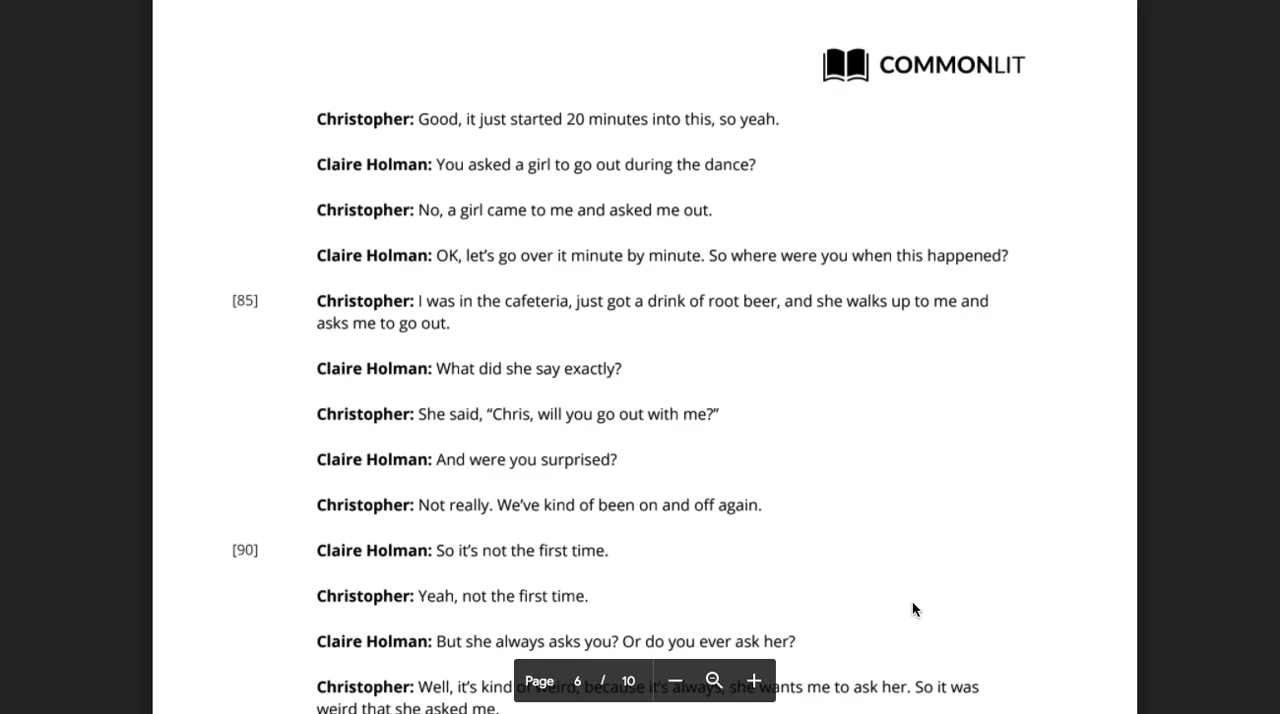 COMMONLIT
Christopher: Good, it just started 20 minutes into this, so yeah.
Claire Holman: You asked a girl to go out during the dance?
Christopher: No, a girl came to me and asked me out.
Claire Holman: OK, let’s go over it minute by minute. So where were you when this happened?
[85] Christopher: I was in the cafeteria, just got a drink of root beer, and she walks up to me and
asks me to go out.
Claire Holman: What did she say exactly?
Christopher: She said, “Chris, will you go out with me?”
Claire Holman: And were you surprised?
Christopher: Not really. We’ve kind of been on and off again.
[90] Claire Holman: So it’s not the first time.
Christopher: Yeah, not the first time.
Claire Holman: But she always asks you? Or do you ever ask her?
Christopher: Well, it’s kind of weird, because it’s always, she wants me to ask her. So it was
weird that she asked me.
Page 6 / 10